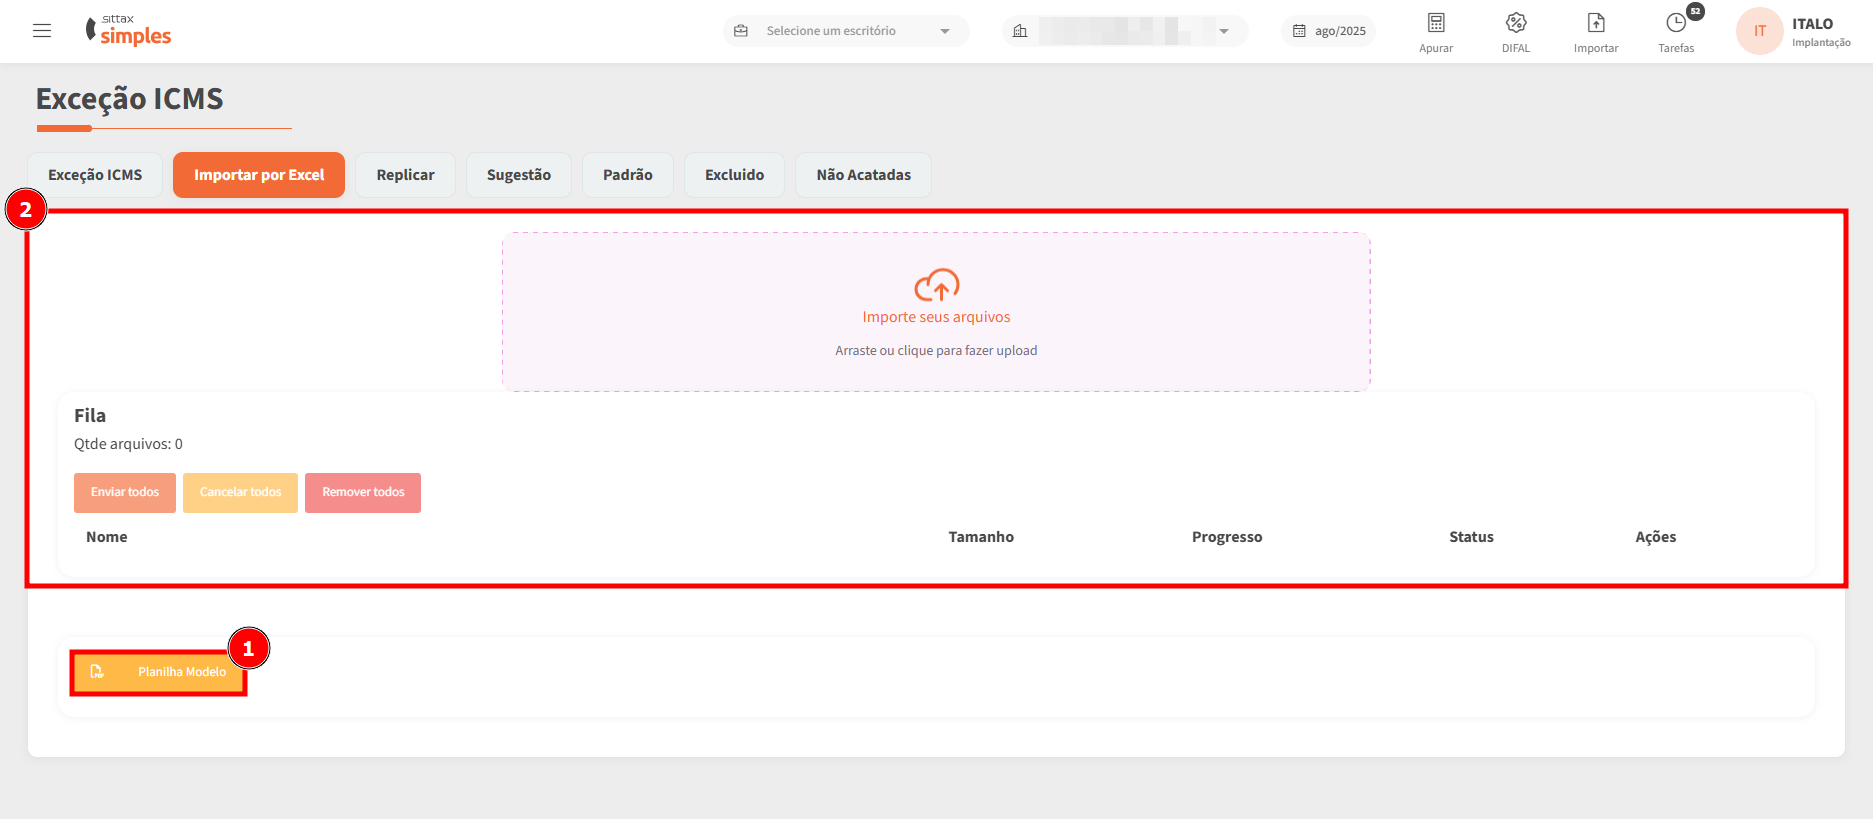 sittax
simples
Selecione um escritório
ago/2025
Apurar
DIFAL
Importar
52
Tarefas
IT
ITALO
Implantação
Exceção ICMS
Exceção ICMS
Importar por Excel
Replicar
Sugestão
Padrão
Excluido
Não Acatadas
2
Importe seus arquivos
Arraste ou clique para fazer upload
Fila
Qtde arquivos: 0
Enviar todos
Cancelar todos
Remover todos
Nome
Tamanho
Progresso
Status
Ações
1
Planilha Modelo